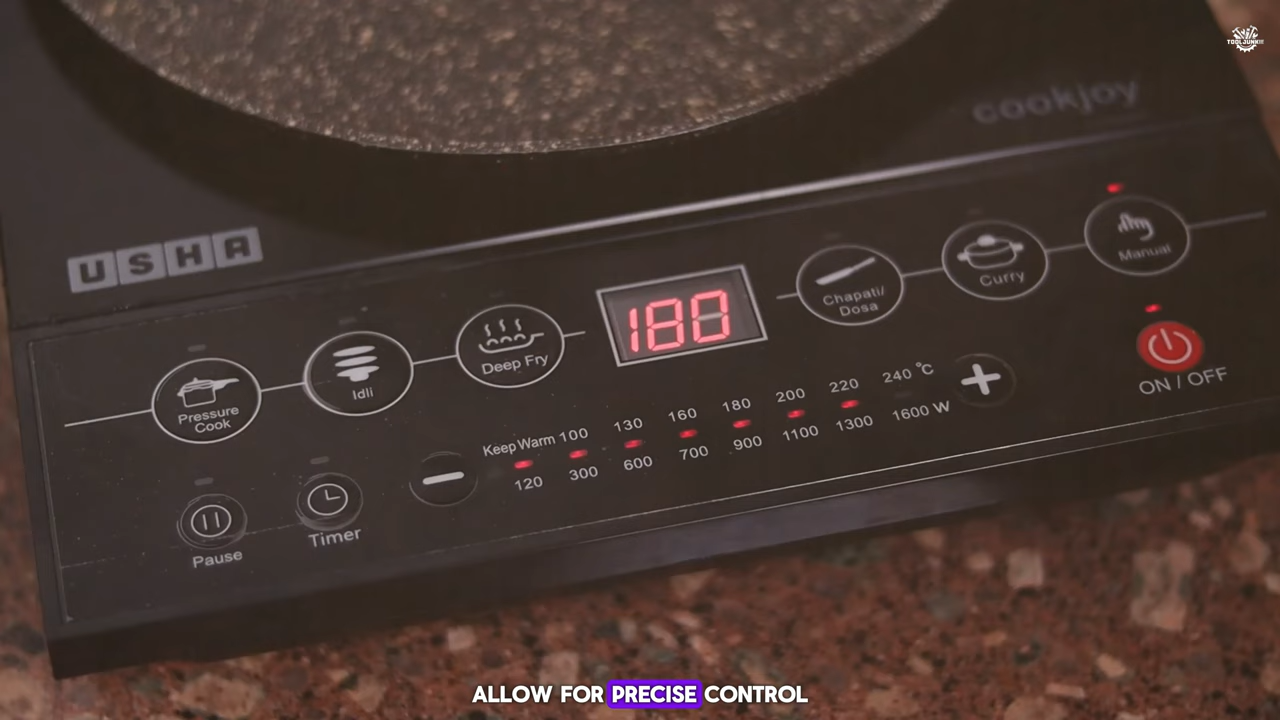 TOOLJUNKIE
cookjoy
USHA
Manual
Curry
Chapati/
Dosa
180
Deep Fry
Idli
Pressure
Cook
ON / OFF
Keep Warm 100 130 160 180 200 220 240 °C
120 300 600 700 900 1100 1300 1600 W
Timer
Pause
ALLOW FOR PRECISE CONTROL